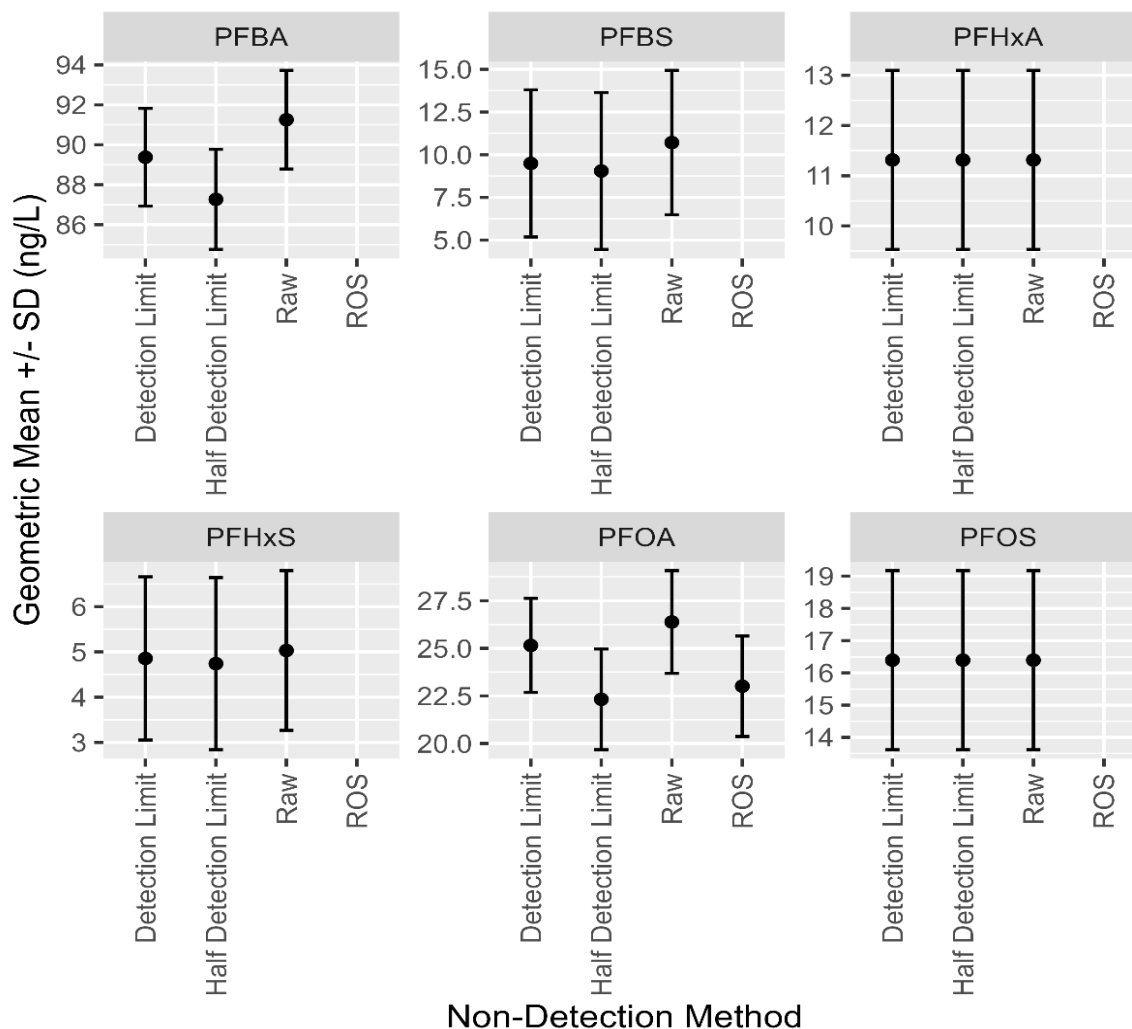 PFBA
PFBS
PFHxA
94
92
90
88
86
15.0
12.5
10.0
7.5
5.0
13
12
11
10
Detection Limit
Half Detection Limit
Raw
ROS
Detection Limit
Half Detection Limit
Raw
ROS
Detection Limit
Half Detection Limit
Raw
ROS
Geometric Mean +/- SD (ng/L)
PFHxS
PFOA
PFOS
6
5
4
3
27.5
25.0
22.5
20.0
19
18
17
16
15
14
Detection Limit
Half Detection Limit
Raw
ROS
Detection Limit
Half Detection Limit
Raw
ROS
Detection Limit
Half Detection Limit
Raw
ROS
Non-Detection Method